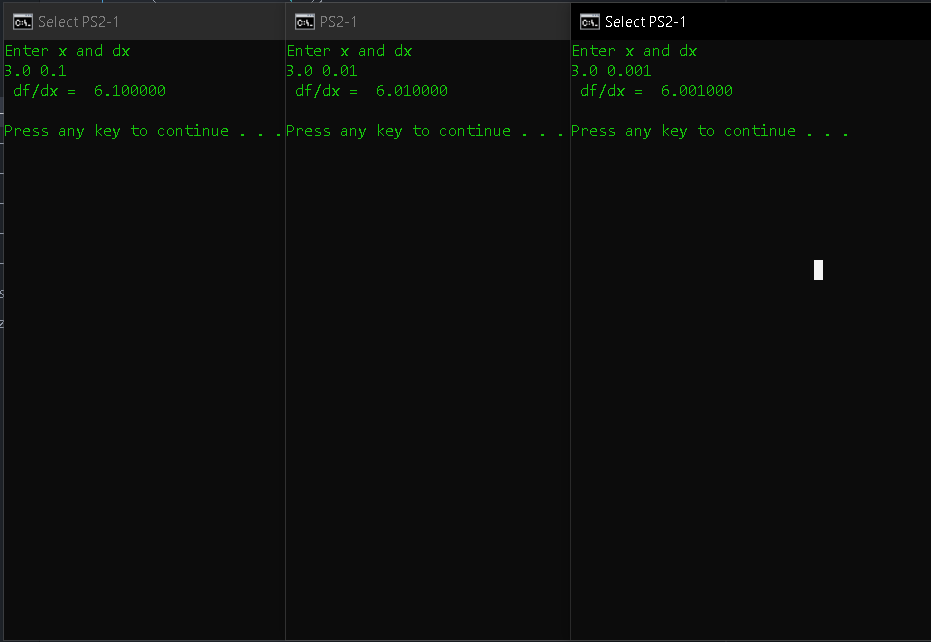 Select PS2-1
Enter x and dx
3.0 0.1
df/dx =  6.100000
Press any key to continue . . .
PS2-1
Enter x and dx
3.0 0.01
df/dx =  6.010000
Press any key to continue . . .
Select PS2-1
Enter x and dx
3.0 0.001
df/dx =  6.001000
Press any key to continue . . .